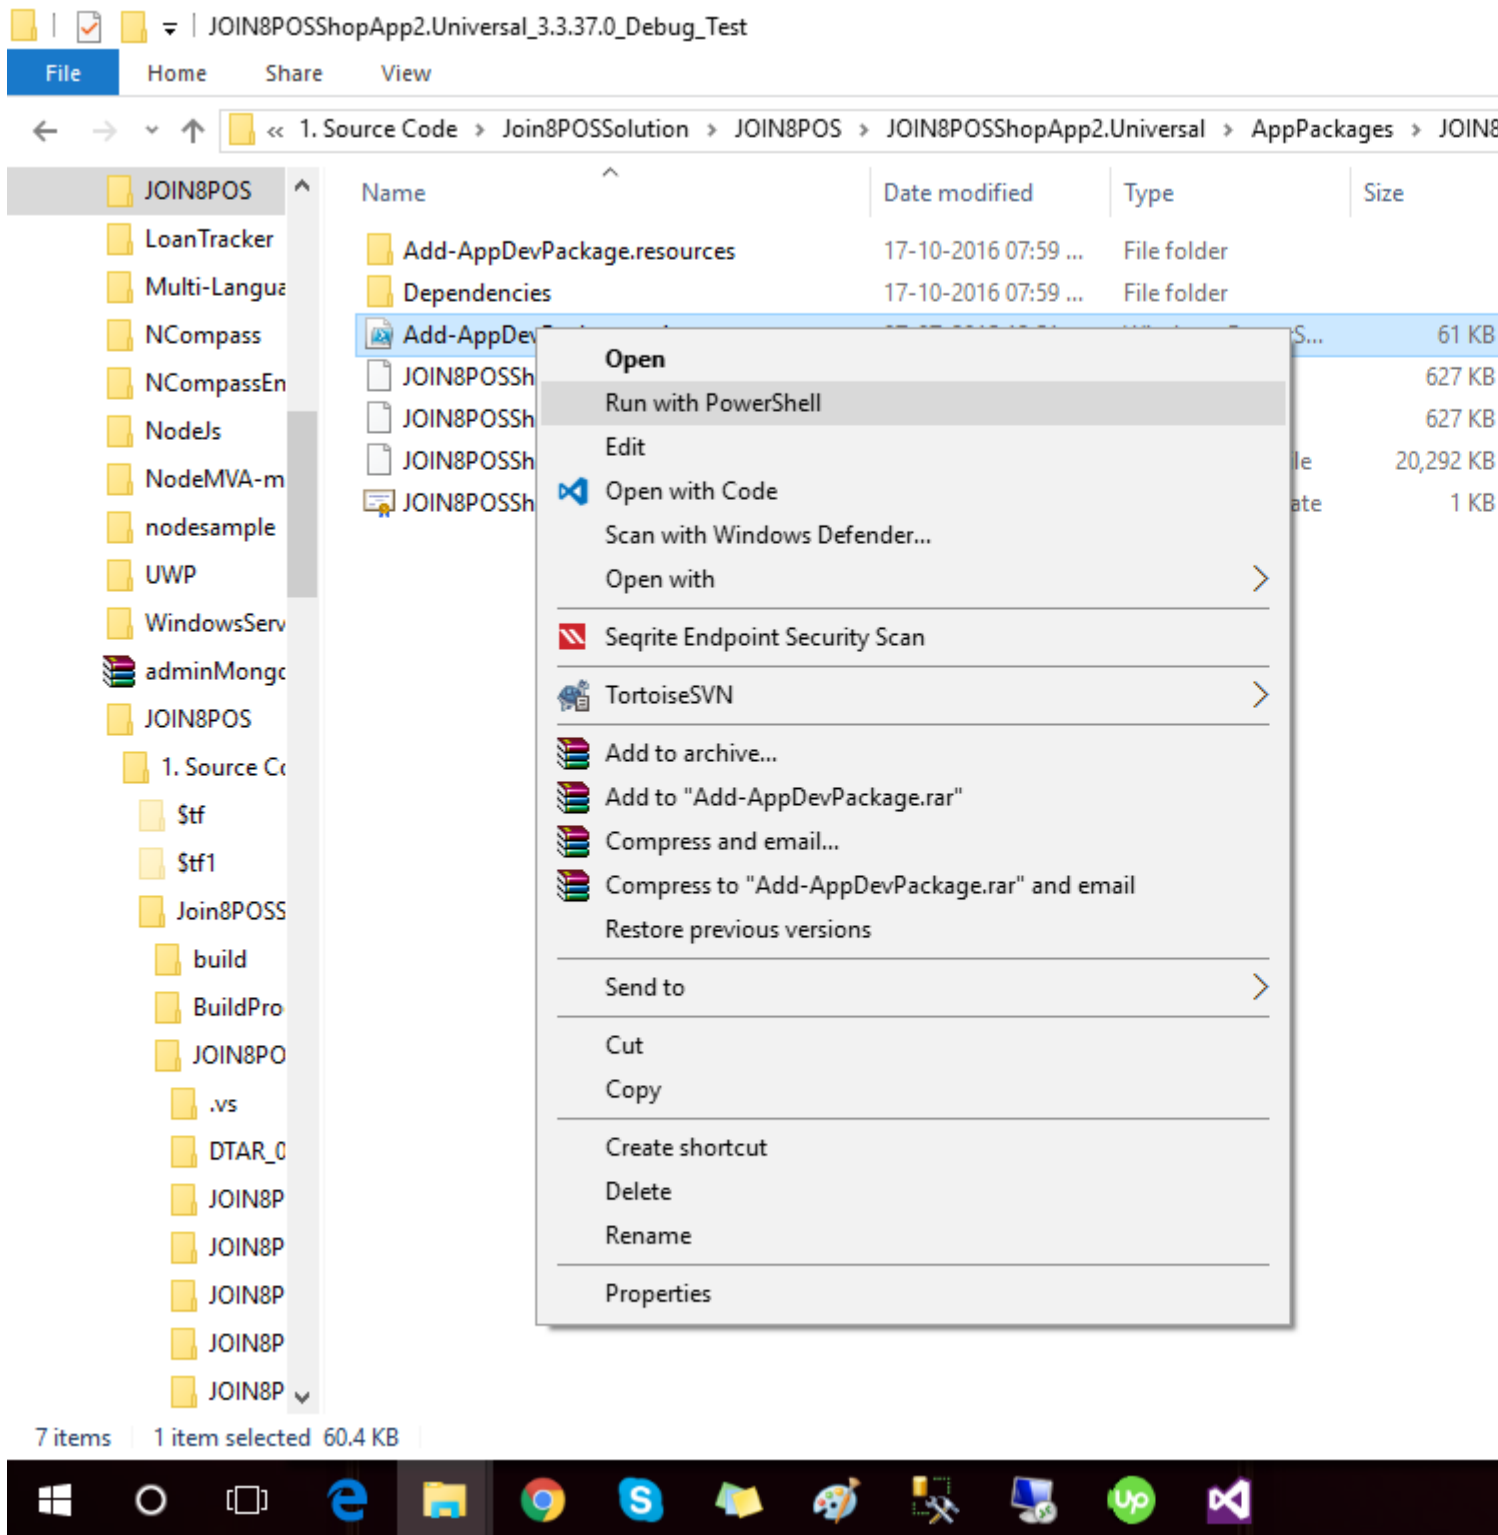 JOIN8POSShopApp2.Universal_3.3.37.0_Debug_Test
File Home Share View
« 1. Source Code > Join8POSSolution > JOIN8POS > JOIN8POSShopApp2.Universal > AppPackages > JOIN8
Name Date modified Type Size
JOIN8POS
LoanTracker
Multi-Langua
NCompass
NCompassEn
NodeJs
NodeMVA-m
nodesample
UWP
WindowsServ
adminMongo
JOIN8POS
1. Source Co
$tf
$tf1
Join8POSS
build
BuildPro
JOIN8PO
.vs
DTAR_0
JOIN8P
JOIN8P
JOIN8P
JOIN8P
JOIN8P
Add-AppDevPackage.resources 17-10-2016 07:59 ... File folder
Dependencies 17-10-2016 07:59 ... File folder
Add-AppDev S... 61 KB
JOIN8POSSh 627 KB
JOIN8POSSh 627 KB
JOIN8POSSh ile 20,292 KB
JOIN8POSSh ate 1 KB
Open
Run with PowerShell
Edit
Open with Code
Scan with Windows Defender...
Open with
Seqrite Endpoint Security Scan
TortoiseSVN
Add to archive...
Add to "Add-AppDevPackage.rar"
Compress and email...
Compress to "Add-AppDevPackage.rar" and email
Restore previous versions
Send to
Cut
Copy
Create shortcut
Delete
Rename
Properties
7 items 1 item selected 60.4 KB
up